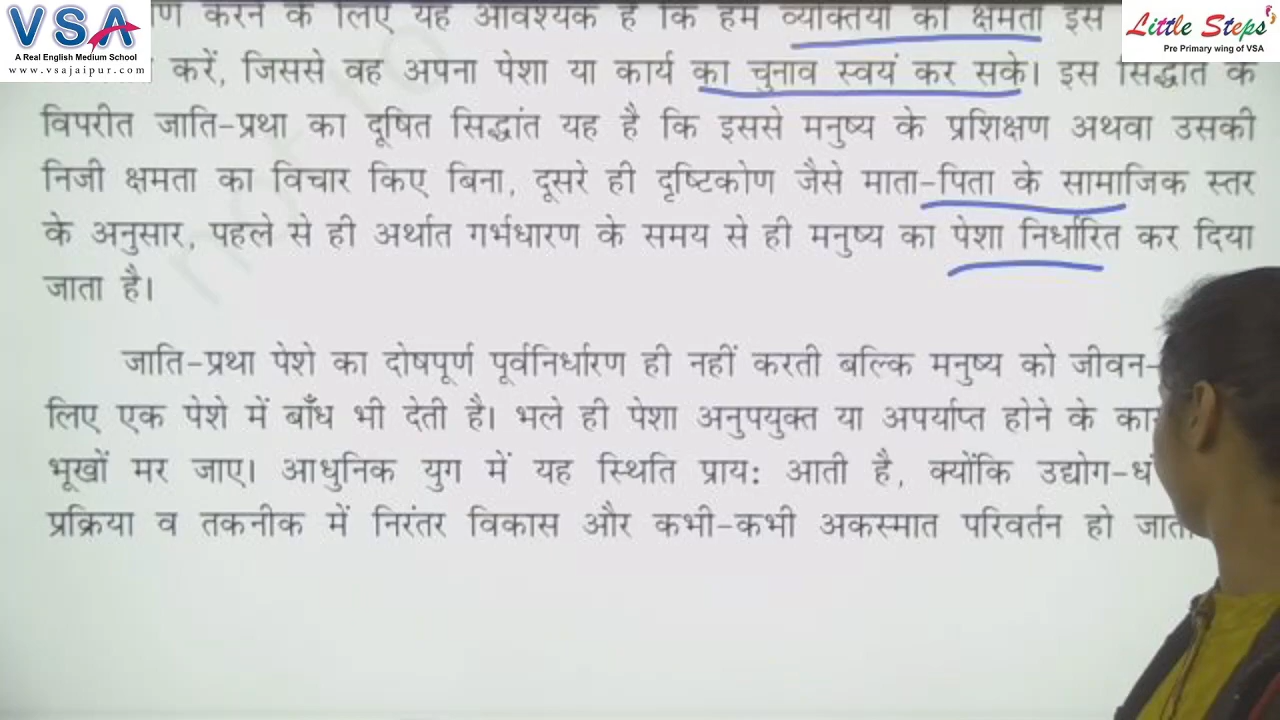 VSA
A Real English Medium School
www.vsajaipur.com
Little Steps
Pre Primary wing of VSA
करने के लिए यह आवश्यक है कि हम व्यक्तियों की क्षमता इस
करें, जिससे वह अपना पेशा या कार्य का चुनाव स्वयं कर सके। इस सिद्धांत के
विपरीत जाति-प्रथा का दूषित सिद्धांत यह है कि इससे मनुष्य के प्रशिक्षण अथवा उसकी
निजी क्षमता का विचार किए बिना, दूसरे ही दृष्टिकोण जैसे माता-पिता के सामाजिक स्तर
के अनुसार, पहले से ही अर्थात गर्भधारण के समय से ही मनुष्य का पेशा निर्धारित कर दिया
जाता है।
जाति-प्रथा पेशे का दोषपूर्ण पूर्वनिर्धारण ही नहीं करती बल्कि मनुष्य को जीवन-
लिए एक पेशे में बाँध भी देती है। भले ही पेशा अनुपयुक्त या अपर्याप्त होने के
भूखों मर जाए। आधुनिक युग में यह स्थिति प्राय: आती है, क्योंकि उद्योग-
प्रक्रिया व तकनीक में निरंतर विकास और कभी-कभी अकस्मात परिवर्तन हो